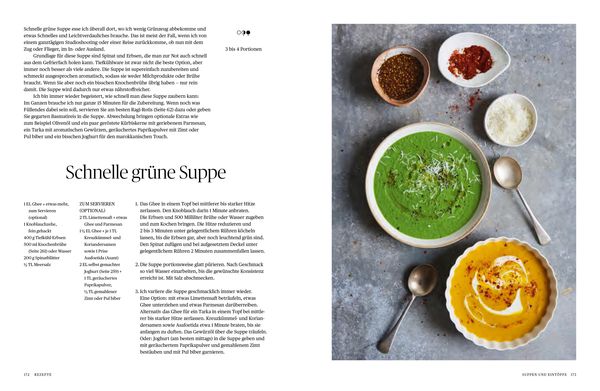 Schnelle grüne Suppe esse ich überall dort, wo ich wenig Grünzeug abbekomme und
etwas Schnelles und Leichtverdauliches brauche. Das ist meist der Fall, wenn ich von
einem ganztägigen Studioshooting oder einer Reise zurückkomme, ob nun mit dem
Zug oder Flieger, im In- oder Ausland.
Grundlage für diese Suppe sind Spinat und Erbsen, die man zur Not auch schnell
aus dem Gefrierfach holen kann. Tiefkühlware ist zwar nicht die beste Option, aber
immer noch besser als viele andere. Die Suppe ist supereinfach zuzubereiten und
schmeckt ausgesprochen aromatisch, sodass sie weder Milchprodukte oder Brühe
braucht. Wenn Sie aber noch ein bisschen Knochenbrühe übrig haben – nur rein
damit. Die Suppe wird dadurch nur etwas nährstoffreicher.
Ich bin immer wieder begeistert, wie schnell man diese Suppe zaubern kann:
Im Ganzen brauche ich nur ganze 15 Minuten für die Zubereitung. Wenn noch was
Füllendes dabei sein soll, servieren Sie am besten Ragi-Rotis (Seite 62) dazu oder geben
Sie gegarten Basmatireis in die Suppe. Abwechslung bringen optionale Extras wie
zum Beispiel Olivenöl und ein paar geröstete Kürbiskerne mit geriebenem Parmesan,
ein Tarka mit aromatischen Gewürzen, geräuchertes Paprikapulver mit Zimt oder
Pul biber und ein bisschen Joghurt für den marokkanischen Touch.
3 bis 4 Portionen
Schnelle grüne Suppe
1 EL Ghee + etwas mehr,
zum Servieren
(optional)
1 Knoblauchzehe,
fein gehackt
400 g Tiefkühl-Erbsen
500 ml Knochenbrühe
(Seite 216) oder Wasser
200 g Spinatblätter
½ TL Meersalz
ZUM SERVIEREN
(OPTIONAL)
2 TL Limettensaft + etwas
Ghee und Parmesan
1 ½ EL Ghee + je 1 TL
Kreuzkümmel- und
Koriandersamen
sowie 1 Prise
Asafoetida (Asant)
2 EL selbst gemachter
Joghurt (Seite 219) +
1 TL geräuchertes
Paprikapulver,
½ TL gemahlener
Zimt oder Pul biber
1. Das Ghee in einem Topf bei mittlerer bis starker Hitze
zerlassen. Den Knoblauch darin 1 Minute anbraten.
Die Erbsen und 500 Milliliter Brühe oder Wasser zugeben
und zum Kochen bringen. Die Hitze reduzieren und
2 bis 3 Minuten unter gelegentlichem Rühren köcheln
lassen, bis die Erbsen gar, aber noch leuchtend grün sind.
Den Spinat zufügen und bei aufgesetztem Deckel unter
gelegentlichem Rühren 2 Minuten zusammenfallen lassen.
2. Die Suppe portionsweise glatt pürieren. Nach Geschmack
so viel Wasser einarbeiten, bis die gewünschte Konsistenz
erreicht ist. Mit Salz abschmecken.
3. Ich variiere die Suppe geschmacklich immer wieder.
Eine Option: mit etwas Limettensaft beträufeln, etwas
Ghee unterziehen und etwas Parmesan darüberreiben.
Alternativ das Ghee für ein Tarka in einem Topf bei mittle-
rer bis starker Hitze zerlassen. Kreuzkümmel- und Korian-
dersamen sowie Asafoetida etwa 1 Minute braten, bis sie
anfangen zu duften. Das Gewürzöl über die Suppe träufeln.
Oder: Joghurt (am besten mittags) in die Suppe geben und
mit geräuchertem Paprikapulver und gemahlenem Zimt
bestäuben und mit Pul biber garnieren.
172 REZEPTE
SUPPEN UND EINTÖPFE 173